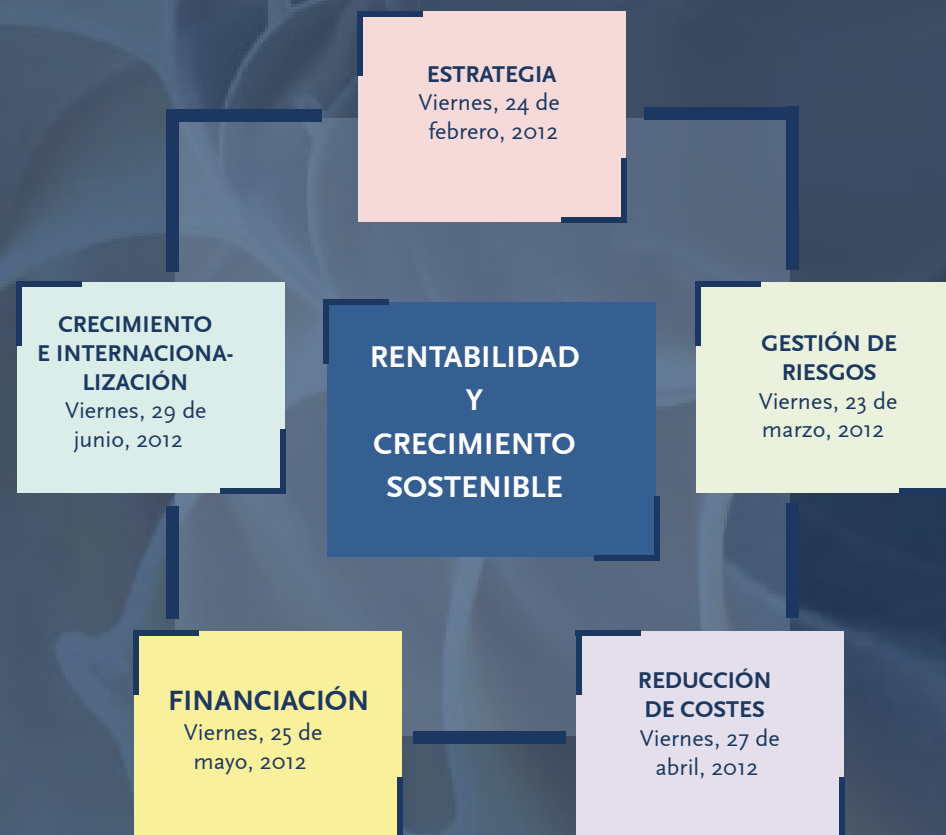 ESTRATEGIA
Viernes, 24 de
febrero, 2012
CRECIMIENTO
E INTERNACIONA-
LIZACIÓN
Viernes, 29 de
junio, 2012
RENTABILIDAD
Y
CRECIMIENTO
SOSTENIBLE
GESTIÓN DE
RIESGOS
Viernes, 23 de
marzo, 2012
FINANCIACIÓN
Viernes, 25 de
mayo, 2012
REDUCCIÓN
DE COSTES
Viernes, 27 de
abril, 2012